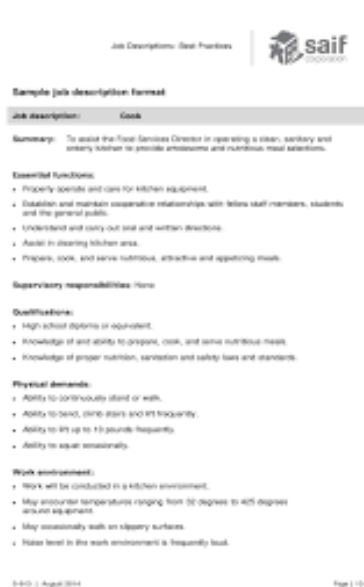 Job Descriptions: Best Practices
saif
corporation
Sample job description format
Job description: Cook
Summary: To assist the Food Services Director in operating a clean, sanitary and
orderly kitchen to provide wholesome and nutritious meal selections.
Essential functions:
• Properly operate and care for kitchen equipment.
• Establish and maintain cooperative relationships with fellow staff members, students
and the general public.
• Understand and carry out oral and written directions.
• Assist in cleaning kitchen area.
• Prepare, cook, and serve nutritious, attractive and appetizing meals.
Supervisory responsibilities: None
Qualifications:
• High school diploma or equivalent.
• Knowledge of and ability to prepare, cook, and serve nutritious meals.
• Knowledge of proper nutrition, sanitation and safety laws and standards.
Physical demands:
• Ability to continuously stand or walk.
• Ability to bend, climb stairs and lift frequently.
• Ability to lift up to 10 pounds frequently.
• Ability to squat occasionally.
Work environment:
• Work will be conducted in a kitchen environment.
• May encounter temperatures ranging from 32 degrees to 425 degrees
around equipment.
• May occasionally walk on slippery surfaces.
• Noise level in the work environment is frequently loud.
August 2014
Page 1